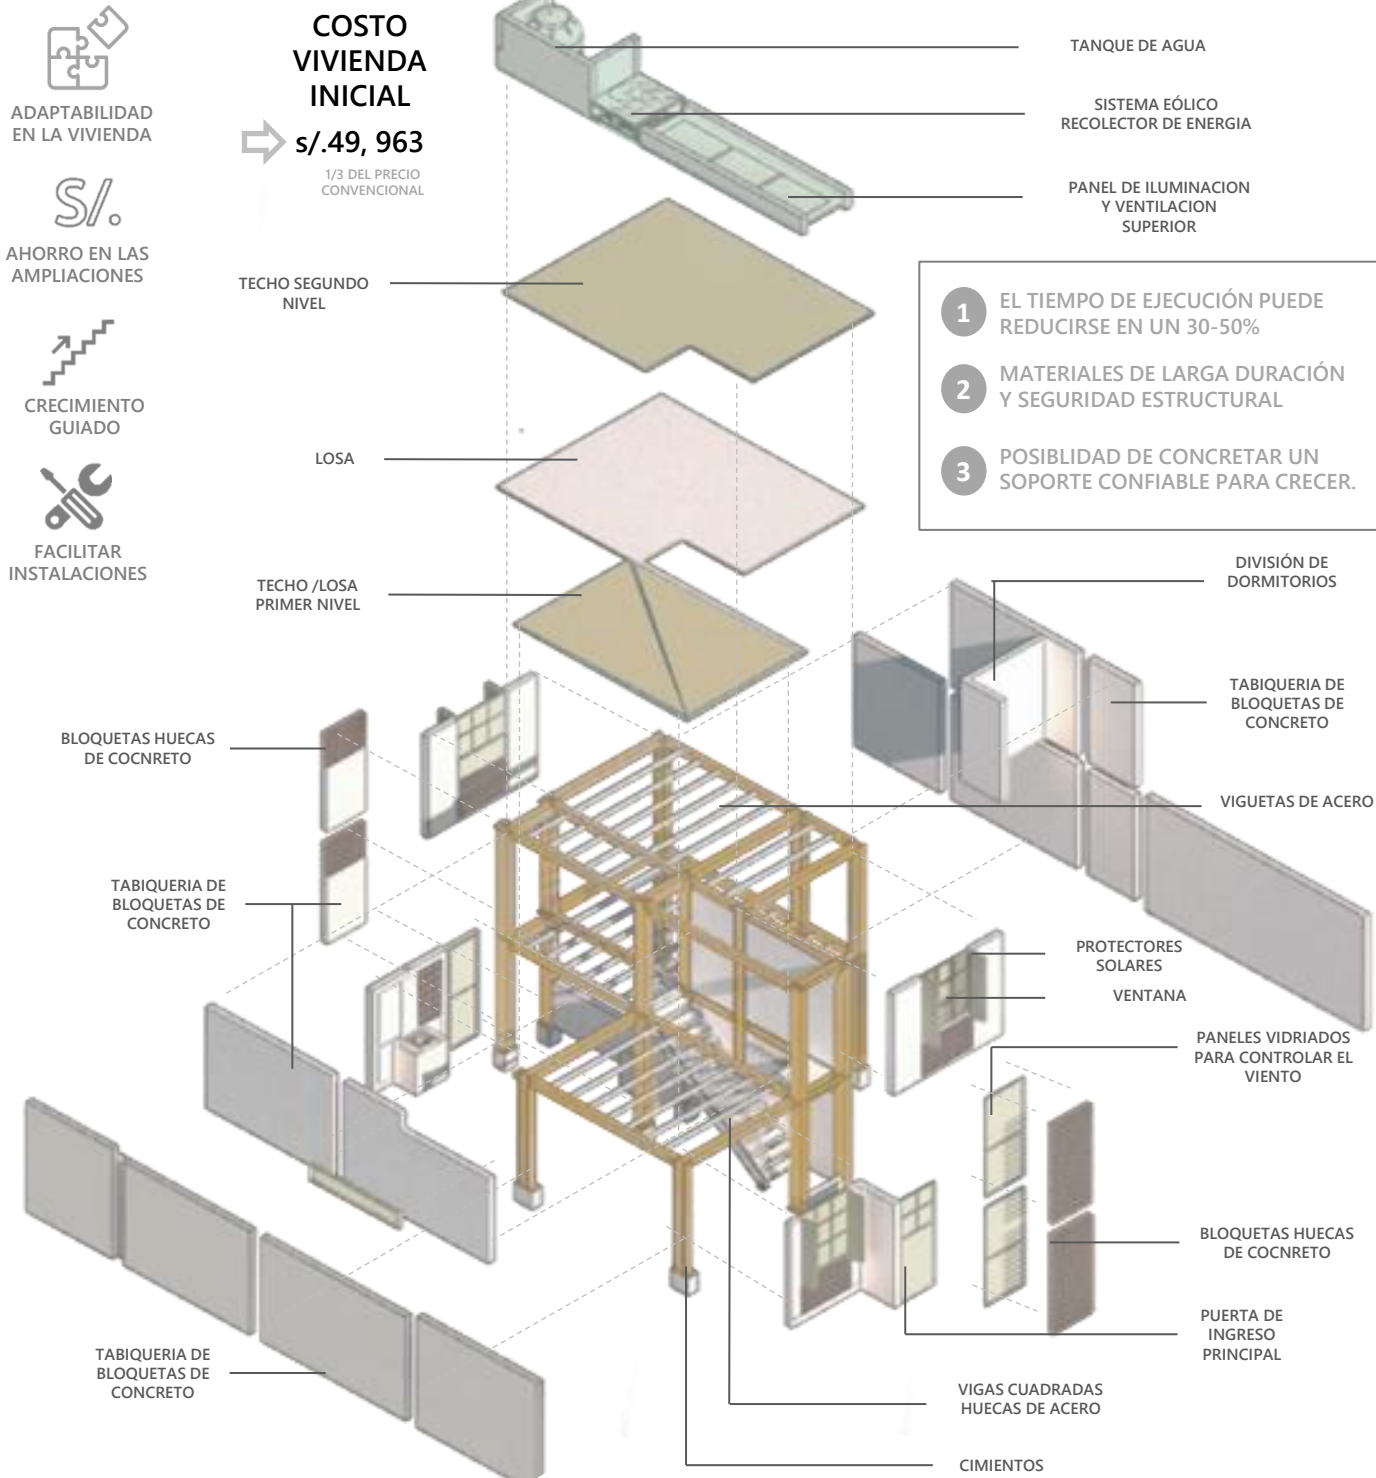 ADAPTABILIDAD
EN LA VIVIENDA
S/.
AHORRO EN LAS
AMPLIACIONES
CRECIMIENTO
GUIADO
FACILITAR
INSTALACIONES
COSTO
VIVIENDA
INICIAL
s/.49, 963
1/3 DEL PRECIO
CONVENCIONAL
TANQUE DE AGUA
SISTEMA EÓLICO
RECOLECTOR DE ENERGIA
PANEL DE ILUMINACION
Y VENTILACION
SUPERIOR
1 EL TIEMPO DE EJECUCIÓN PUEDE
REDUCIRSE EN UN 30-50%
2 MATERIALES DE LARGA DURACIÓN
Y SEGURIDAD ESTRUCTURAL
3 POSIBLIDAD DE CONCRETAR UN
SOPORTE CONFIABLE PARA CRECER.
TECHO SEGUNDO
NIVEL
LOSA
TECHO /LOSA
PRIMER NIVEL
BLOQUETAS HUECAS
DE COCNRETO
TABIQUERIA DE
BLOQUETAS DE
CONCRETO
TABIQUERIA DE
BLOQUETAS DE
CONCRETO
DIVISIÓN DE
DORMITORIOS
TABIQUERIA DE
BLOQUETAS DE
CONCRETO
VIGUETAS DE ACERO
PROTECTORES
SOLARES
VENTANA
PANELES VIDRIADOS
PARA CONTROLAR EL
VIENTO
BLOQUETAS HUECAS
DE COCNRETO
PUERTA DE
INGRESO
PRINCIPAL
VIGAS CUADRADAS
HUECAS DE ACERO
CIMIENTOS